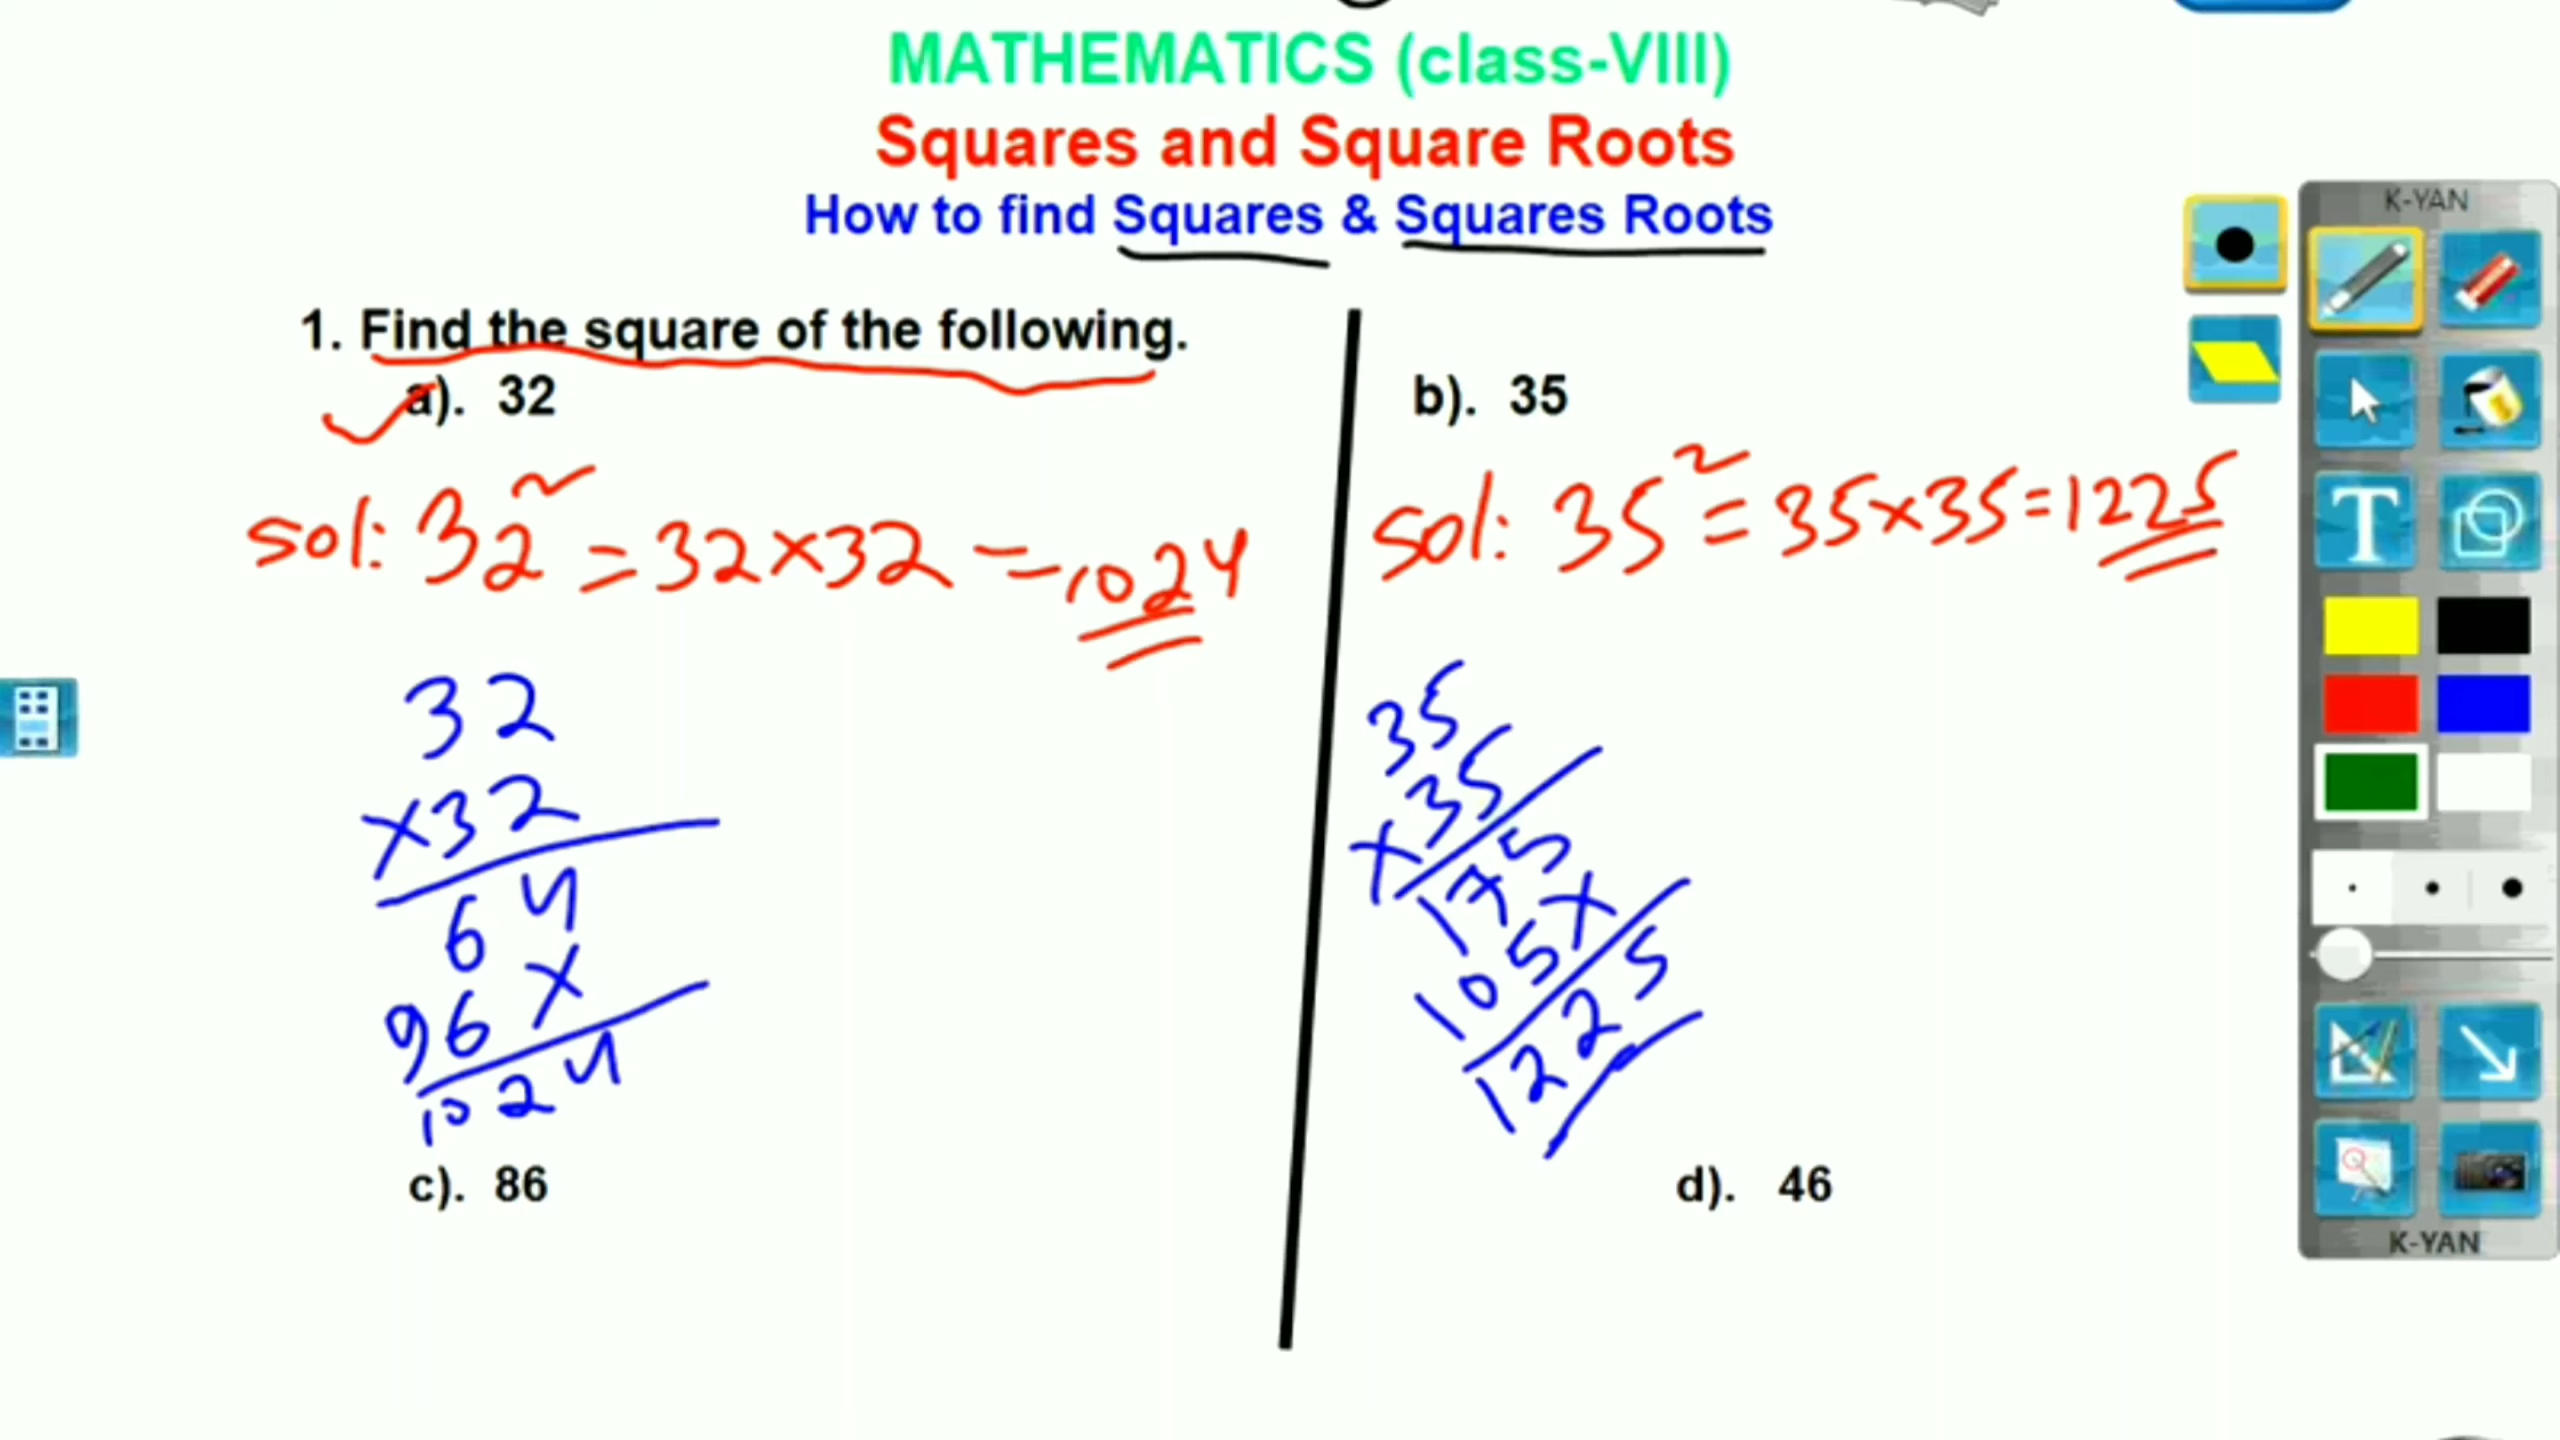 MATHEMATICS (class-VIII)
Squares and Square Roots
How to find Squares & Squares Roots
1. Find the square of the following.
a). 32
sol: 32² = 32×32 = 1024
32
×32
64
96×
1024
b). 35
sol: 35² = 35×35 = 1225
35
×35
175
105×
1225
c). 86
d). 46
K-YAN
T
K-YAN